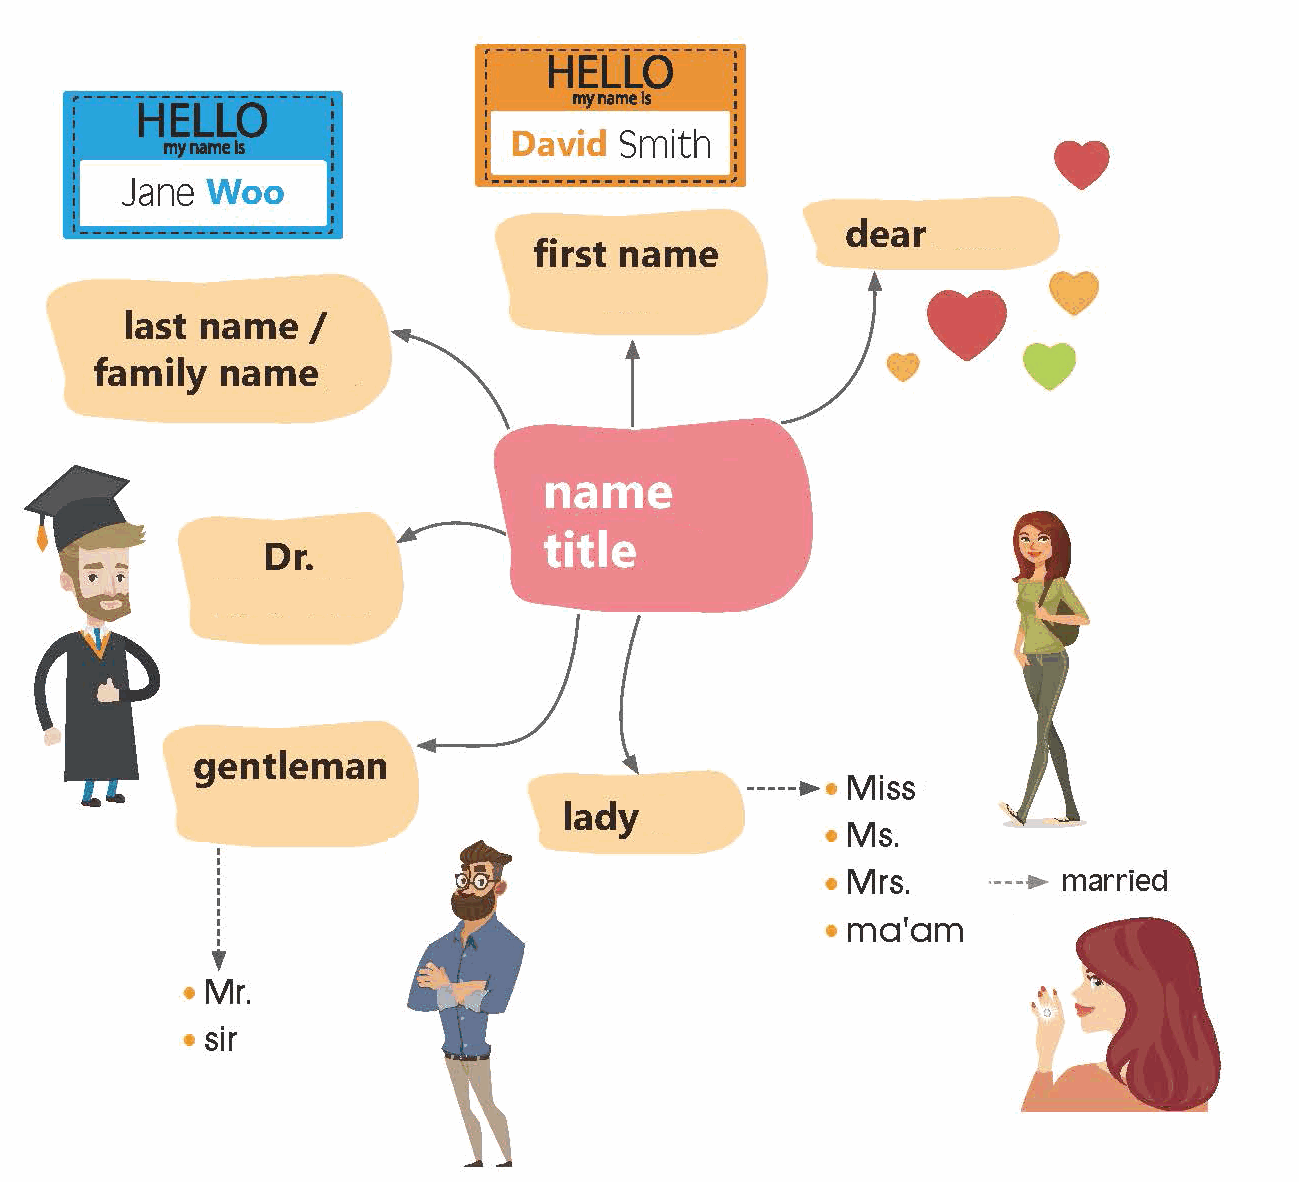 HELLO
my name is
David Smith
HELLO
my name is
Jane Woo
first name
dear
last name /
family name
name
title
Dr.
gentleman
lady
Miss
Ms.
Mrs.
married
ma'am
Mr.
sir